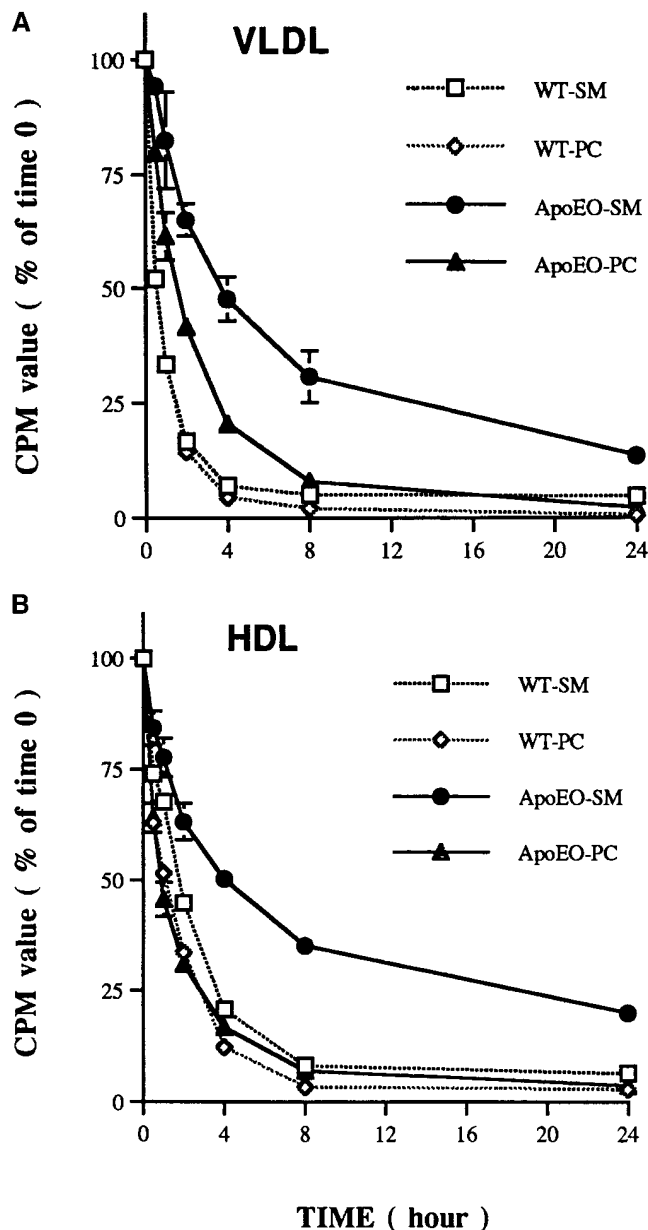 A
VLDL
CPM value ( % of time 0 )
100
75
50
25
0
WT-SM
WT-PC
ApoEO-SM
ApoEO-PC
0 4 8 12 16 20 24
B
HDL
CPM value ( % of time 0 )
100
75
50
25
0
WT-SM
WT-PC
ApoEO-SM
ApoEO-PC
0 4 8 12 16 20 24
TIME ( hour )